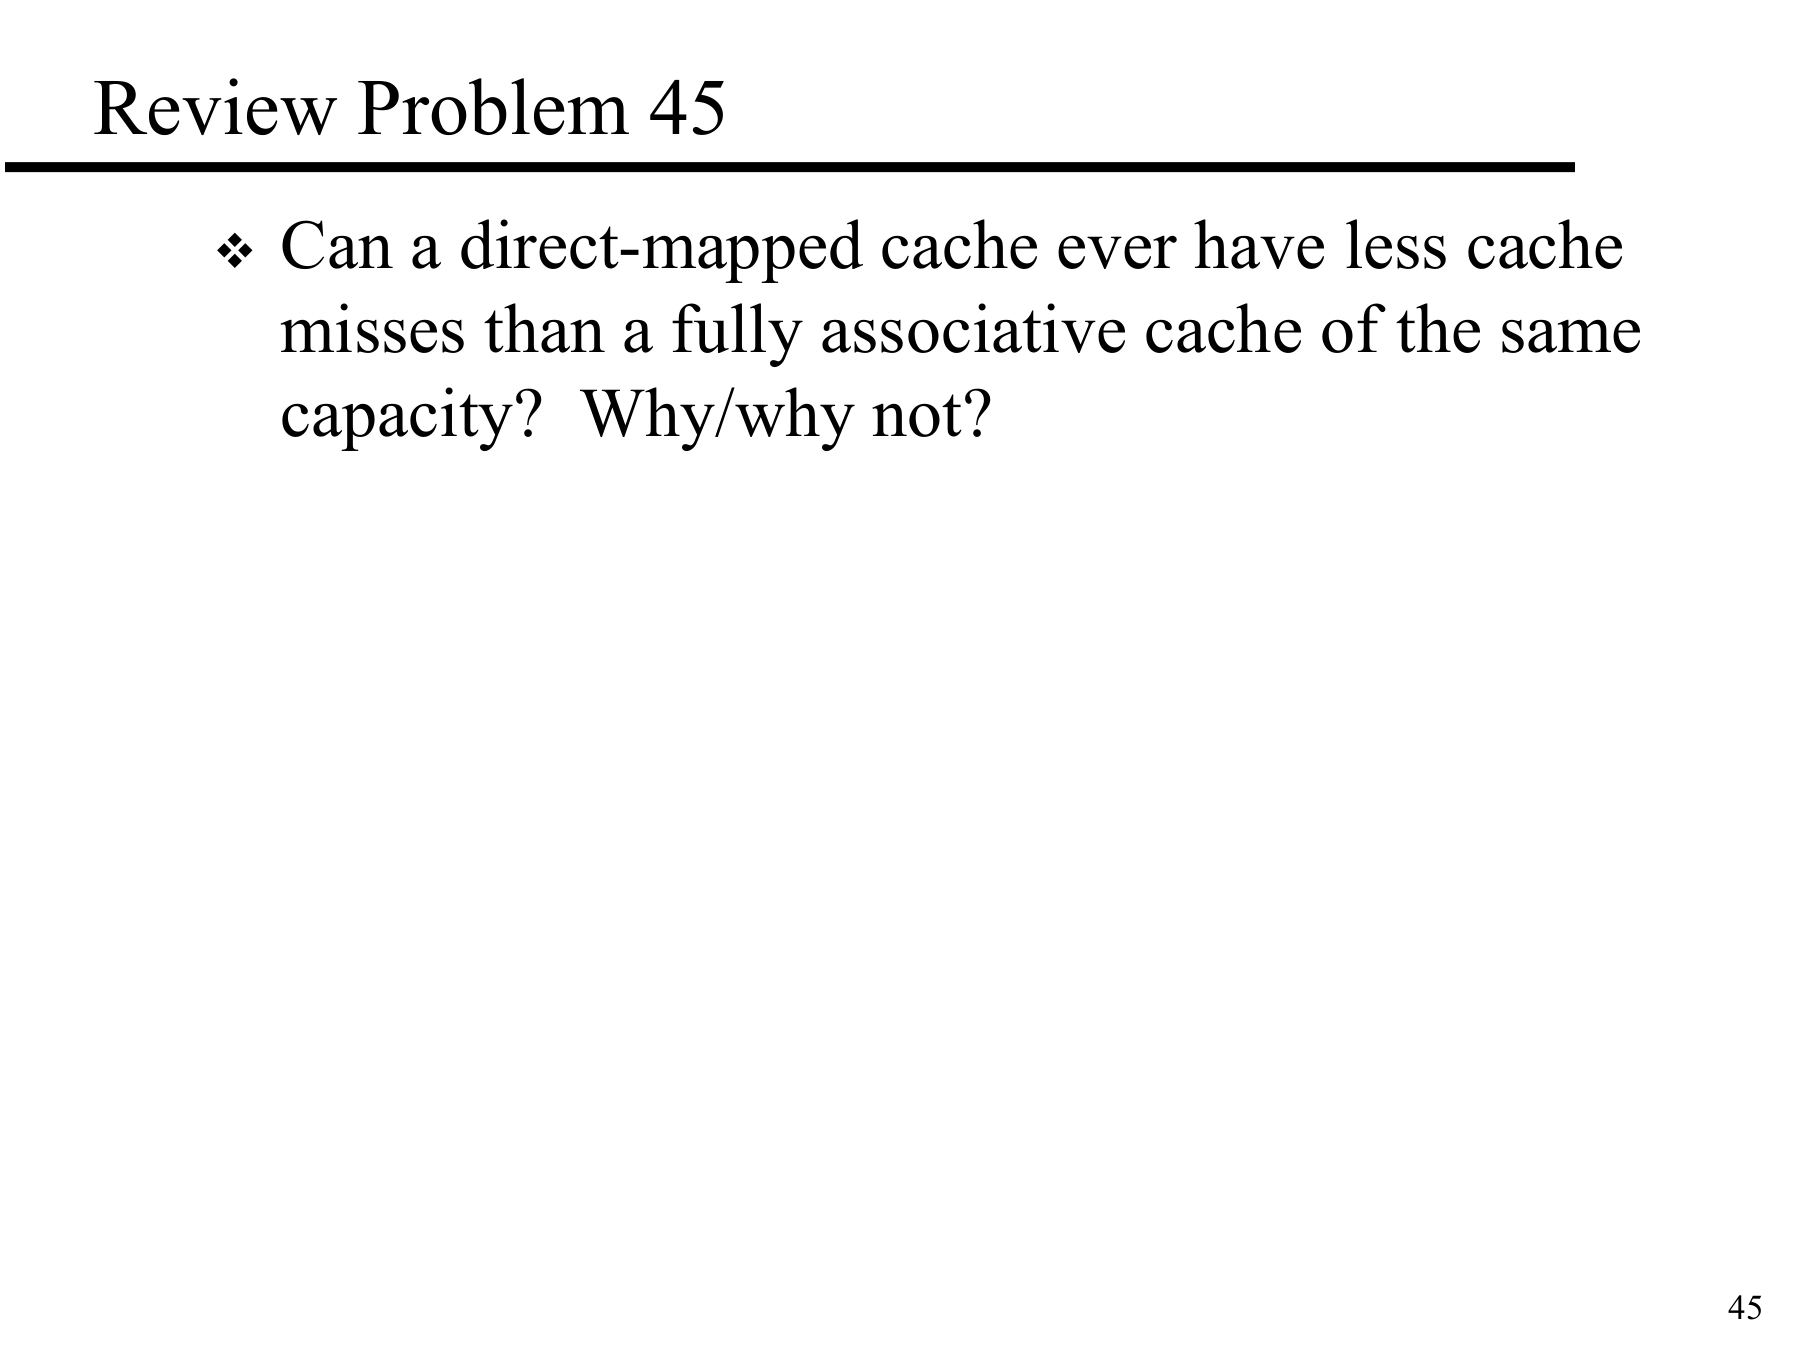 Review Problem 45
❖ Can a direct-mapped cache ever have less cache
misses than a fully associative cache of the same
capacity?  Why/why not?
45